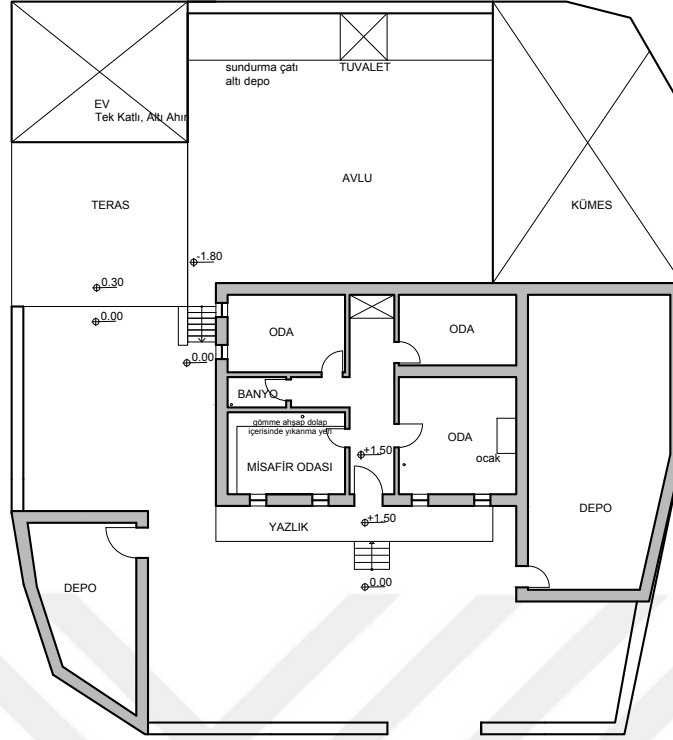 sundurma çatı
altı depo
TUVALET
EV
Tek Katlı, Altı Ahır
AVLU
TERAS
KÜMES
-1.80
0.30
0.00
0.00
ODA
ODA
BANYO
gömme ahşap dolap
içerisinde yıkanma yeri
ODA
+1.50
ocak
MİSAFİR ODASI
DEPO
YAZLIK
+1.50
DEPO
0.00